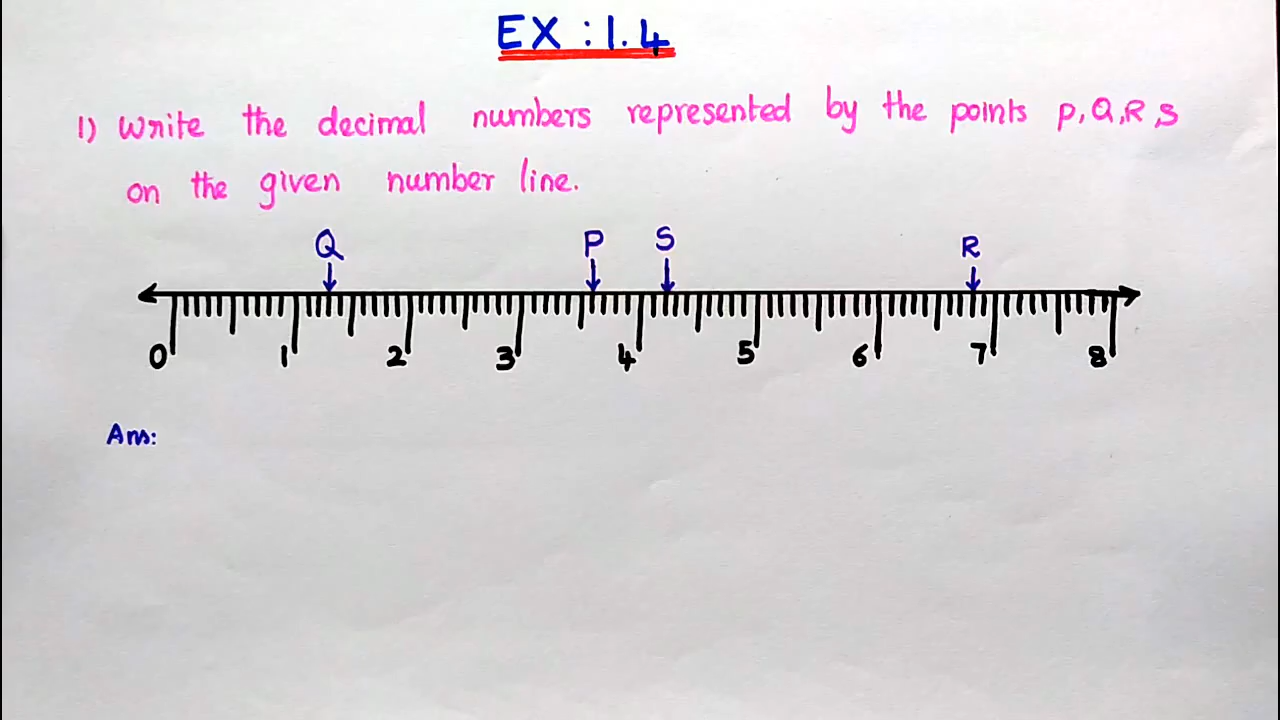 EX : 1.4
1) Write the decimal numbers represented by the points P, Q, R, S
on the given number line.
Q P S R
0 1 2 3 4 5 6 7 8
Ans: